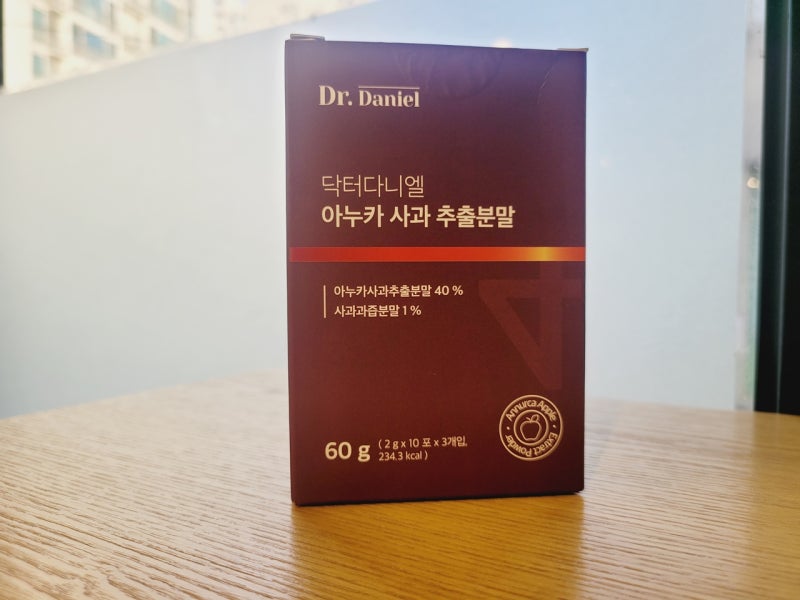 Dr. Daniel
닥터다니엘
아누카 사과 추출분말
아누카사과추출분말 40 %
사과과즙분말 1 %
60 g
( 2 g x 10 포 x 3개입,
234.3 kcal )
Annurca Apple
Extract Powder